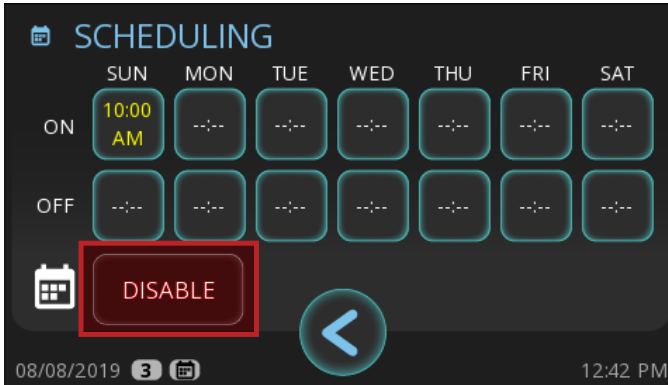 SCHEDULING
SUN MON TUE WED THU FRI SAT
ON 10:00 AM --:-- --:-- --:-- --:-- --:-- --:--
OFF --:-- --:-- --:-- --:-- --:-- --:-- --:--
DISABLE
08/08/2019 3 12:42 PM